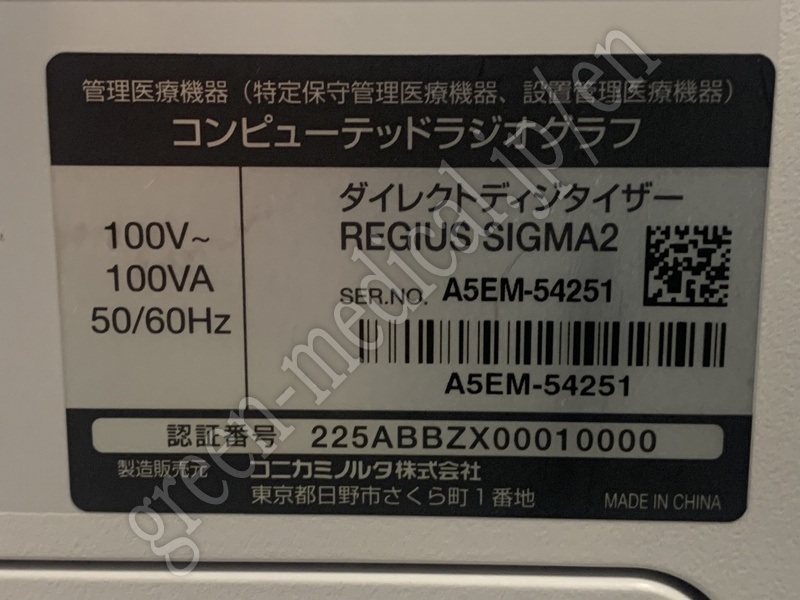 管理医療機器（特定保守管理医療機器、設置管理医療機器）
コンピューテッドラジオグラフ
100V~
100VA
50/60Hz
ダイレクトディジタイザー
REGIUS SIGMA2
SER.NO. A5EM-54251
A5EM-54251
認証番号 225ABBZX00010000
製造販売元 コニカミノルタ株式会社
東京都日野市さくら町1番地
MADE IN CHINA
green-medical.jp/en